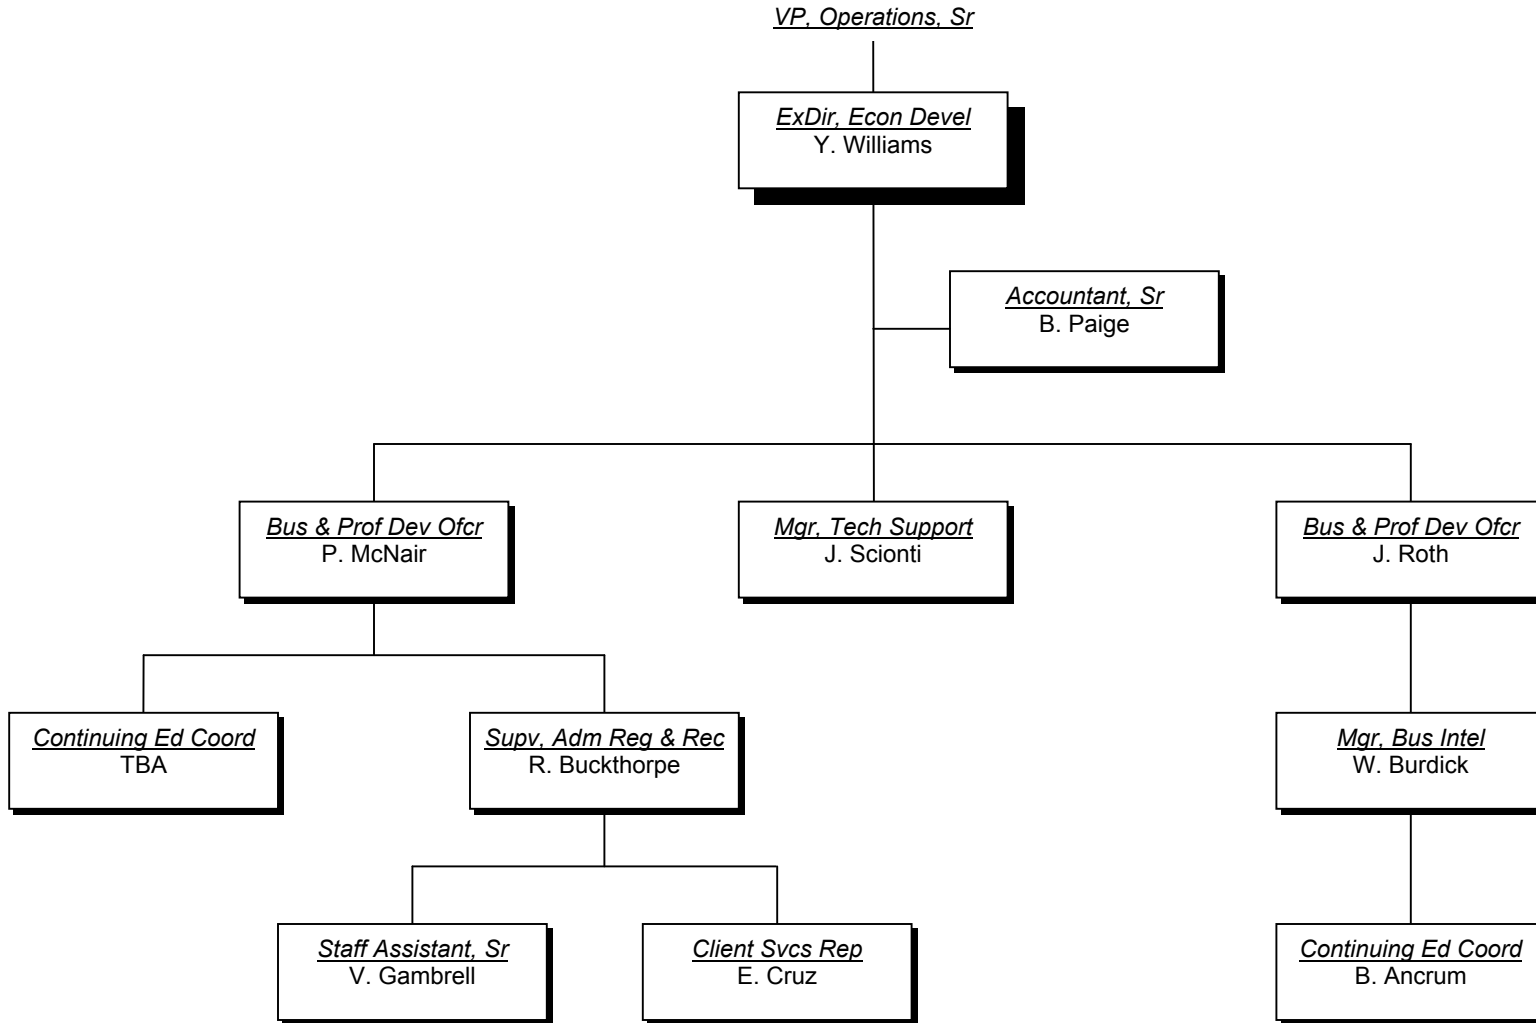 VP, Operations, Sr
ExDir, Econ Devel
Y. Williams
Accountant, Sr
B. Paige
Bus & Prof Dev Ofcr
P. McNair
Mgr, Tech Support
J. Scionti
Bus & Prof Dev Ofcr
J. Roth
Continuing Ed Coord
TBA
Supv, Adm Reg & Rec
R. Buckthorpe
Mgr, Bus Intel
W. Burdick
Staff Assistant, Sr
V. Gambrell
Client Svcs Rep
E. Cruz
Continuing Ed Coord
B. Ancrum